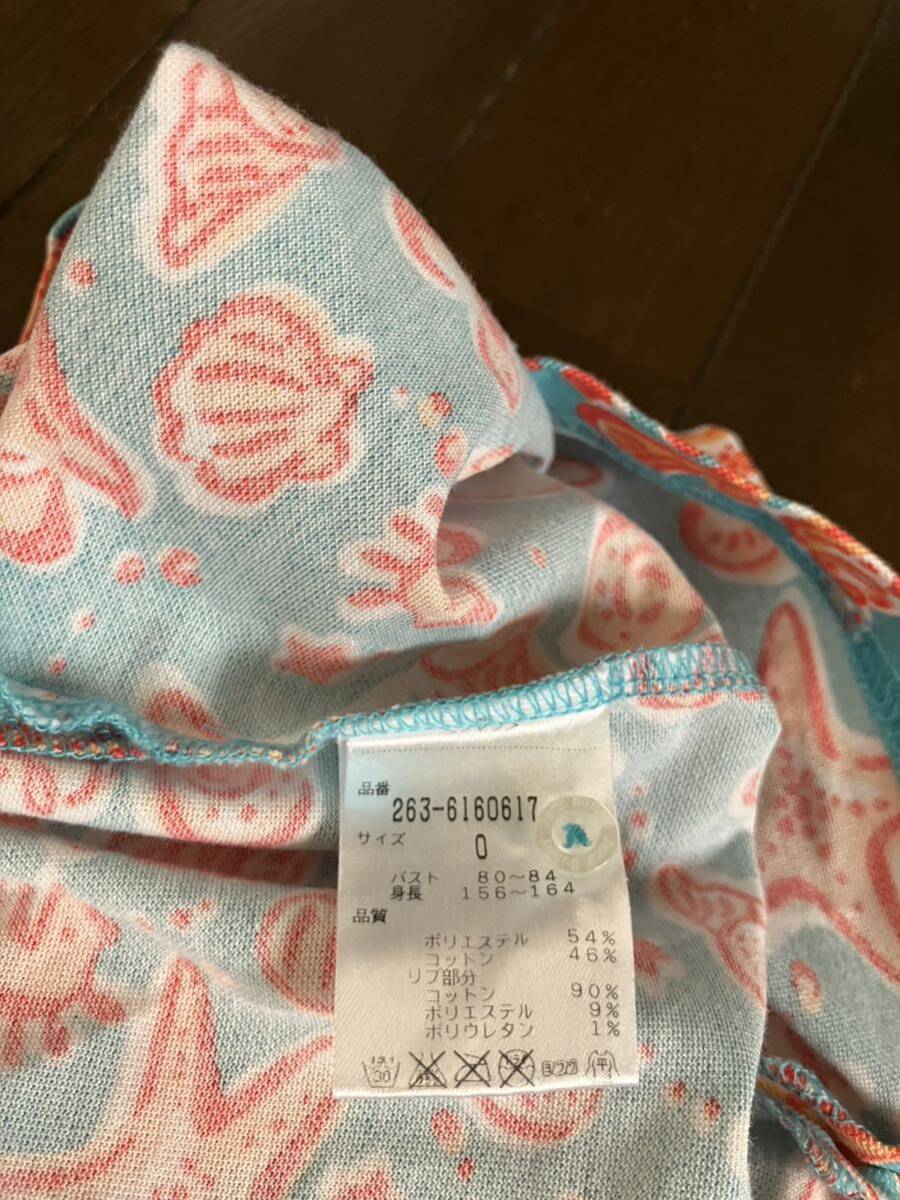 品番
263-6160617
サイズ
0
バスト 80～84
身長 156～164
品質
ポリエステル 54%
コットン 46%
リブ部分
コットン 90%
ポリエステル 9%
ポリウレタン 1%
30 平